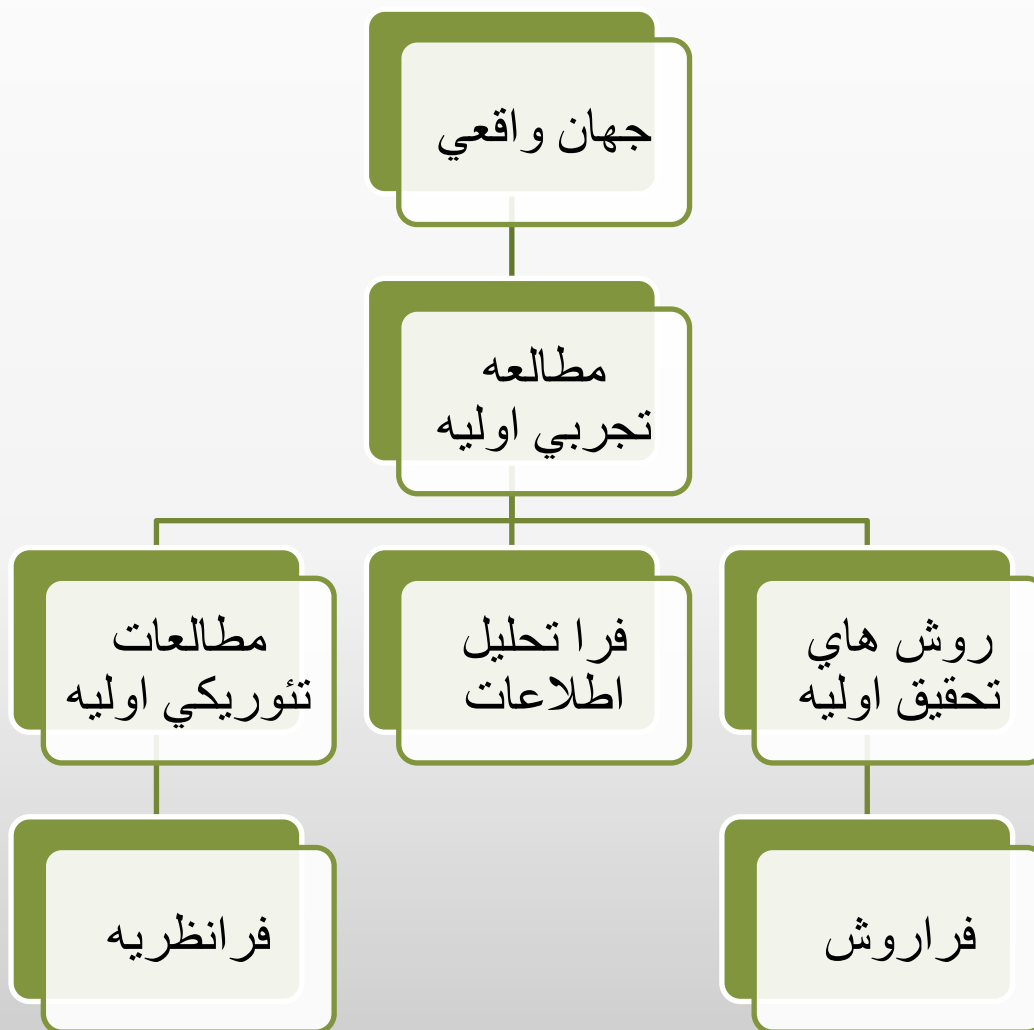 جهان واقعي
مطالعه
تجربي اوليه
روش هاي
تحقيق اوليه
فرا تحليل
اطلاعات
مطالعات
تئوريكي اوليه
فراروش
فرانظريه